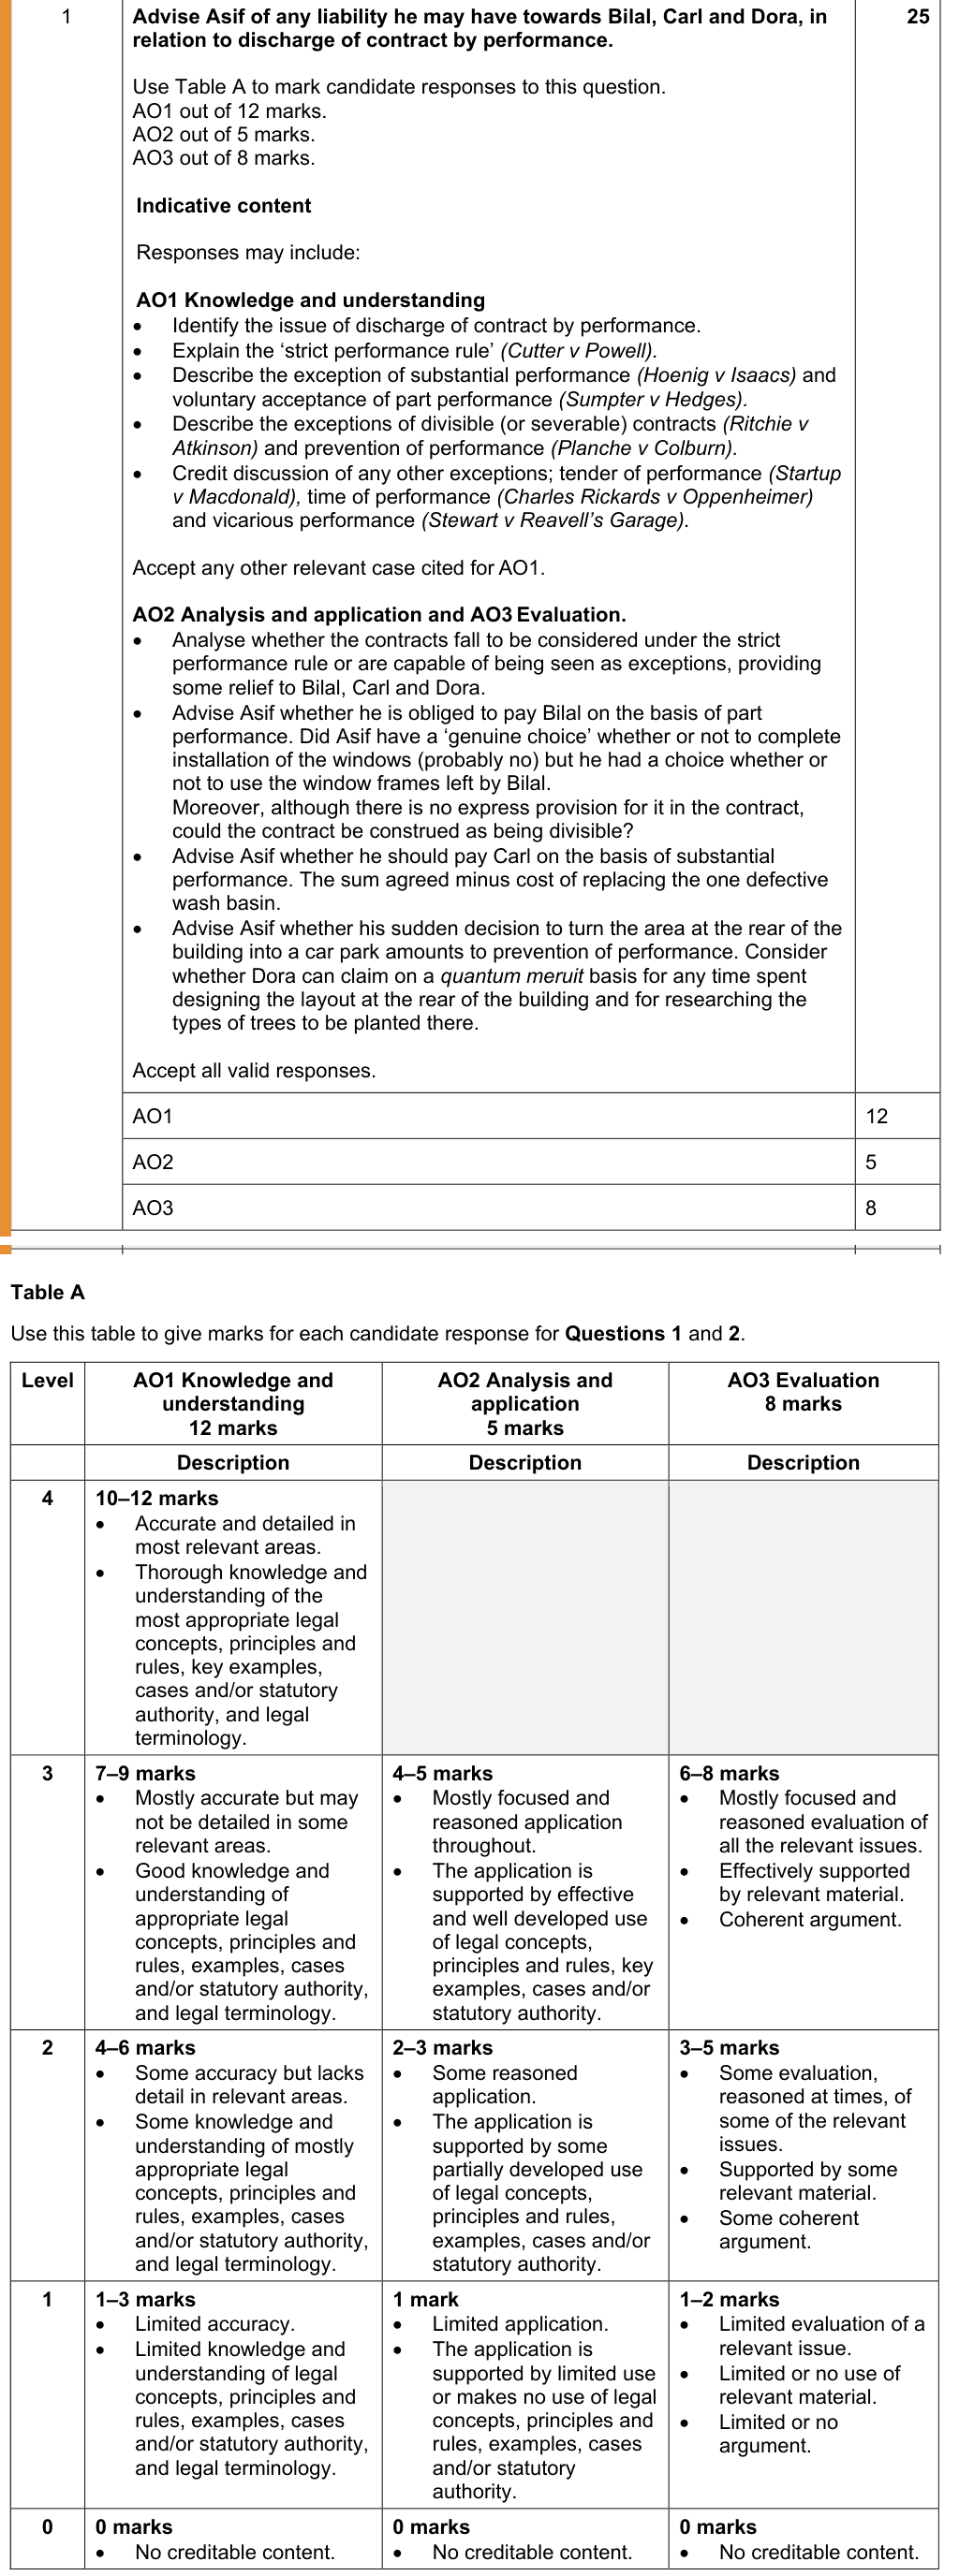 1
Advise Asif of any liability he may have towards Bilal, Carl and Dora, in
relation to discharge of contract by performance.
25
Use Table A to mark candidate responses to this question.
AO1 out of 12 marks.
AO2 out of 5 marks.
AO3 out of 8 marks.
Indicative content
Responses may include:
AO1 Knowledge and understanding
• Identify the issue of discharge of contract by performance.
• Explain the ‘strict performance rule’ (Cutter v Powell).
• Describe the exception of substantial performance (Hoenig v Isaacs) and
voluntary acceptance of part performance (Sumpter v Hedges).
• Describe the exceptions of divisible (or severable) contracts (Ritchie v
Atkinson) and prevention of performance (Planche v Colburn).
• Credit discussion of any other exceptions; tender of performance (Startup
v Macdonald), time of performance (Charles Rickards v Oppenheimer)
and vicarious performance (Stewart v Reavell’s Garage).
Accept any other relevant case cited for AO1.
AO2 Analysis and application and AO3 Evaluation.
• Analyse whether the contracts fall to be considered under the strict
performance rule or are capable of being seen as exceptions, providing
some relief to Bilal, Carl and Dora.
• Advise Asif whether he is obliged to pay Bilal on the basis of part
performance. Did Asif have a ‘genuine choice’ whether or not to complete
installation of the windows (probably no) but he had a choice whether or
not to use the window frames left by Bilal.
Moreover, although there is no express provision for it in the contract,
could the contract be construed as being divisible?
• Advise Asif whether he should pay Carl on the basis of substantial
performance. The sum agreed minus cost of replacing the one defective
wash basin.
• Advise Asif whether his sudden decision to turn the area at the rear of the
building into a car park amounts to prevention of performance. Consider
whether Dora can claim on a quantum meruit basis for any time spent
designing the layout at the rear of the building and for researching the
types of trees to be planted there.
Accept all valid responses.
AO1 12
AO2 5
AO3 8
Table A
Use this table to give marks for each candidate response for Questions 1 and 2.
Level
AO1 Knowledge and
understanding
12 marks
AO2 Analysis and
application
5 marks
AO3 Evaluation
8 marks
Description
Description
Description
4
10–12 marks
• Accurate and detailed in
most relevant areas.
• Thorough knowledge and
understanding of the
most appropriate legal
concepts, principles and
rules, key examples,
cases and/or statutory
authority, and legal
terminology.
3
7–9 marks
• Mostly accurate but may
not be detailed in some
relevant areas.
• Good knowledge and
understanding of
appropriate legal
concepts, principles and
rules, examples, cases
and/or statutory authority,
and legal terminology.
4–5 marks
• Mostly focused and
reasoned application
throughout.
• The application is
supported by effective
and well developed use
of legal concepts,
principles and rules, key
examples, cases and/or
statutory authority.
6–8 marks
• Mostly focused and
reasoned evaluation of
all the relevant issues.
• Effectively supported
by relevant material.
• Coherent argument.
2
4–6 marks
• Some accuracy but lacks
detail in relevant areas.
• Some knowledge and
understanding of mostly
appropriate legal
concepts, principles and
rules, examples, cases
and/or statutory authority,
and legal terminology.
2–3 marks
• Some reasoned
application.
• The application is
supported by some
partially developed use
of legal concepts,
principles and rules,
examples, cases and/or
statutory authority.
3–5 marks
• Some evaluation,
reasoned at times, of
some of the relevant
issues.
• Supported by some
relevant material.
• Some coherent
argument.
1
1–3 marks
• Limited accuracy.
• Limited knowledge and
understanding of legal
concepts, principles and
rules, examples, cases
and/or statutory authority,
and legal terminology.
1 mark
• Limited application.
• The application is
supported by limited use
or makes no use of legal
concepts, principles and
rules, examples, cases
and/or statutory
authority.
1–2 marks
• Limited evaluation of a
relevant issue.
• Limited or no use of
relevant material.
• Limited or no
argument.
0
0 marks
• No creditable content.
0 marks
• No creditable content.
0 marks
• No creditable content.